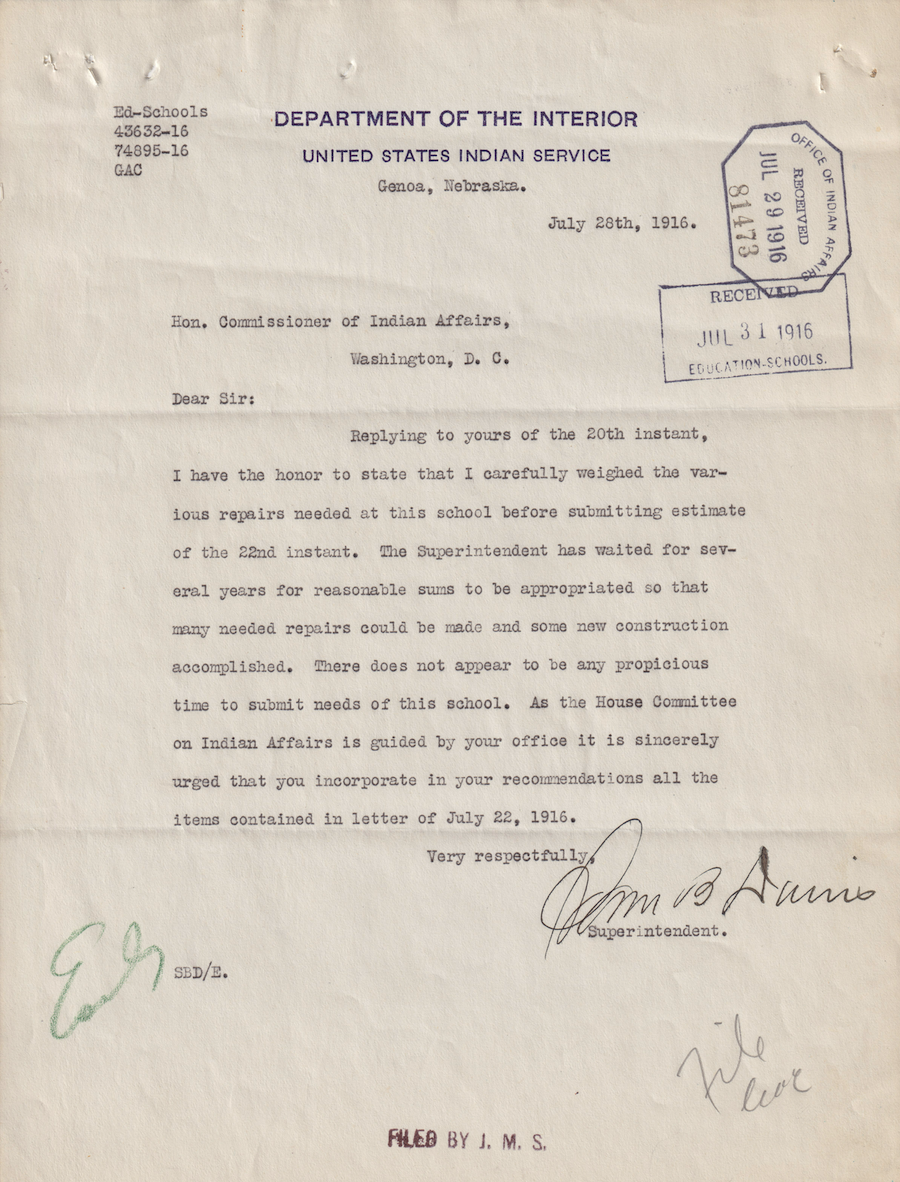 Ed-Schools
43632-16
74895-16
GAC
DEPARTMENT OF THE INTERIOR
UNITED STATES INDIAN SERVICE
Genoa, Nebraska.
July 28th, 1916.
OFFICE OF INDIAN AFFAIRS
RECEIVED
JUL 29 1916
81473
RECEIVED
JUL 31 1916
EDUCATION-SCHOOLS.
Hon. Commissioner of Indian Affairs,
Washington, D. C.
Dear Sir:
Replying to yours of the 20th instant,
I have the honor to state that I carefully weighed the var-
ious repairs needed at this school before submitting estimate
of the 22nd instant. The Superintendent has waited for sev-
eral years for reasonable sums to be appropriated so that
many needed repairs could be made and some new construction
accomplished. There does not appear to be any propicious
time to submit needs of this school. As the House Committee
on Indian Affairs is guided by your office it is sincerely
urged that you incorporate in your recommendations all the
items contained in letter of July 22, 1916.
Very respectfully,
Davis
Superintendent.
SBD/E.
File
FILED BY J. M. S.